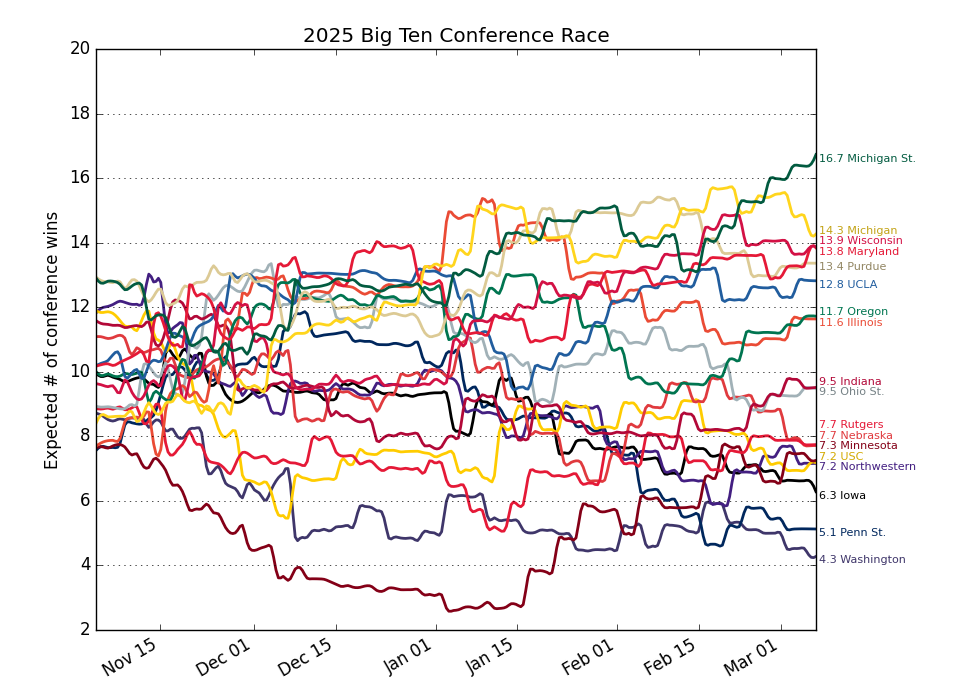 2025 Big Ten Conference Race
Expected # of conference wins
20
18
16
14
12
10
8
6
4
2
Nov 15
Dec 01
Dec 15
Jan 01
Jan 15
Feb 01
Feb 15
Mar 01
16.7 Michigan St.
14.3 Michigan
13.9 Wisconsin
13.8 Maryland
13.4 Purdue
12.8 UCLA
11.7 Oregon
11.6 Illinois
9.5 Indiana
9.5 Ohio St.
7.7 Rutgers
7.7 Nebraska
7.3 Minnesota
7.2 USC
7.2 Northwestern
6.3 Iowa
5.1 Penn St.
4.3 Washington